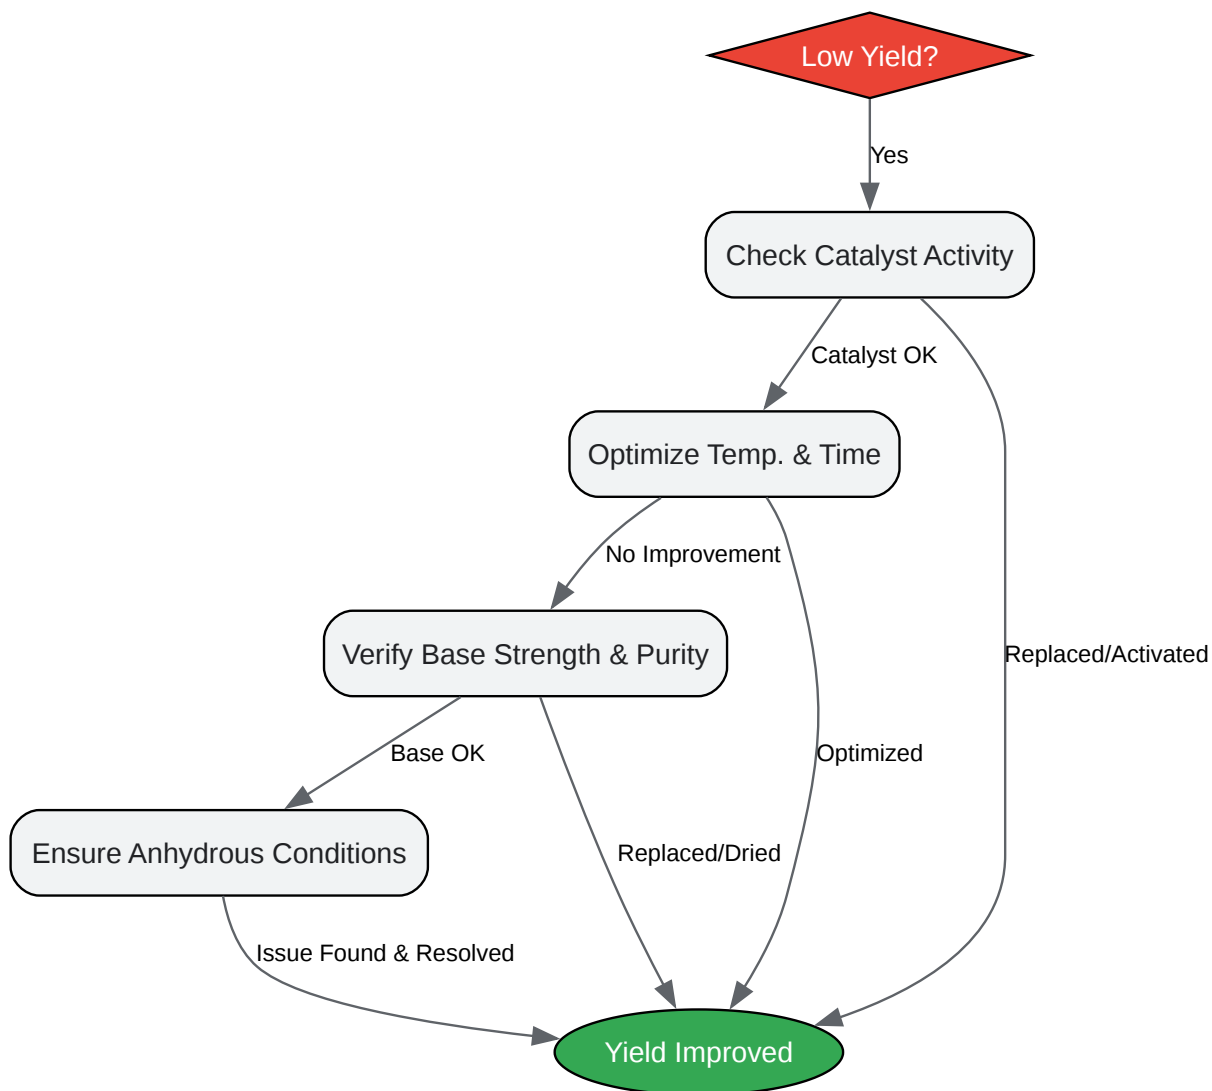 Low Yield?
Yes
Check Catalyst Activity
Catalyst OK
Optimize Temp. & Time
No Improvement
Verify Base Strength & Purity
Replaced/Activated
Base OK
Optimized
Ensure Anhydrous Conditions
Replaced/Dried
Issue Found & Resolved
Yield Improved